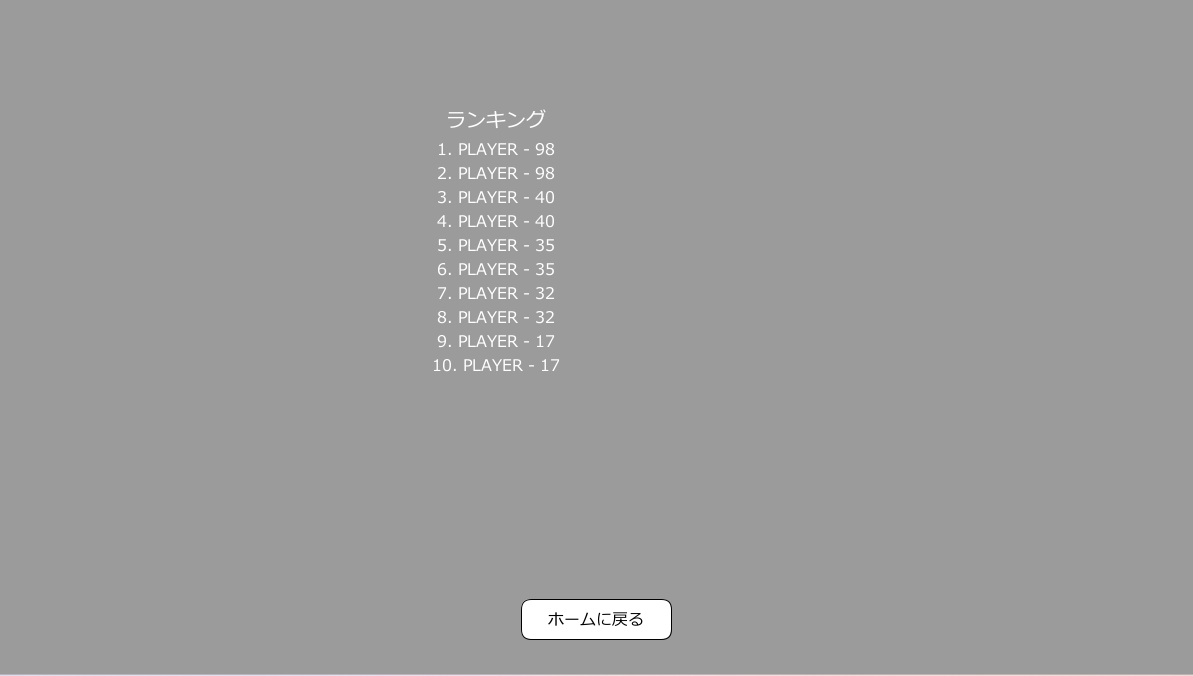 ランキング
1. PLAYER - 98
2. PLAYER - 98
3. PLAYER - 40
4. PLAYER - 40
5. PLAYER - 35
6. PLAYER - 35
7. PLAYER - 32
8. PLAYER - 32
9. PLAYER - 17
10. PLAYER - 17
ホームに戻る